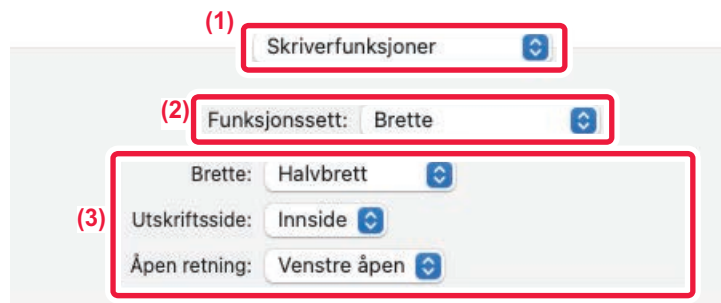 (1)
Skriverfunksjoner
(2) Funksjonssett: Brette
Brette: Halvbrett
(3) Utskriftsside: Innside
Åpen retning: Venstre åpen